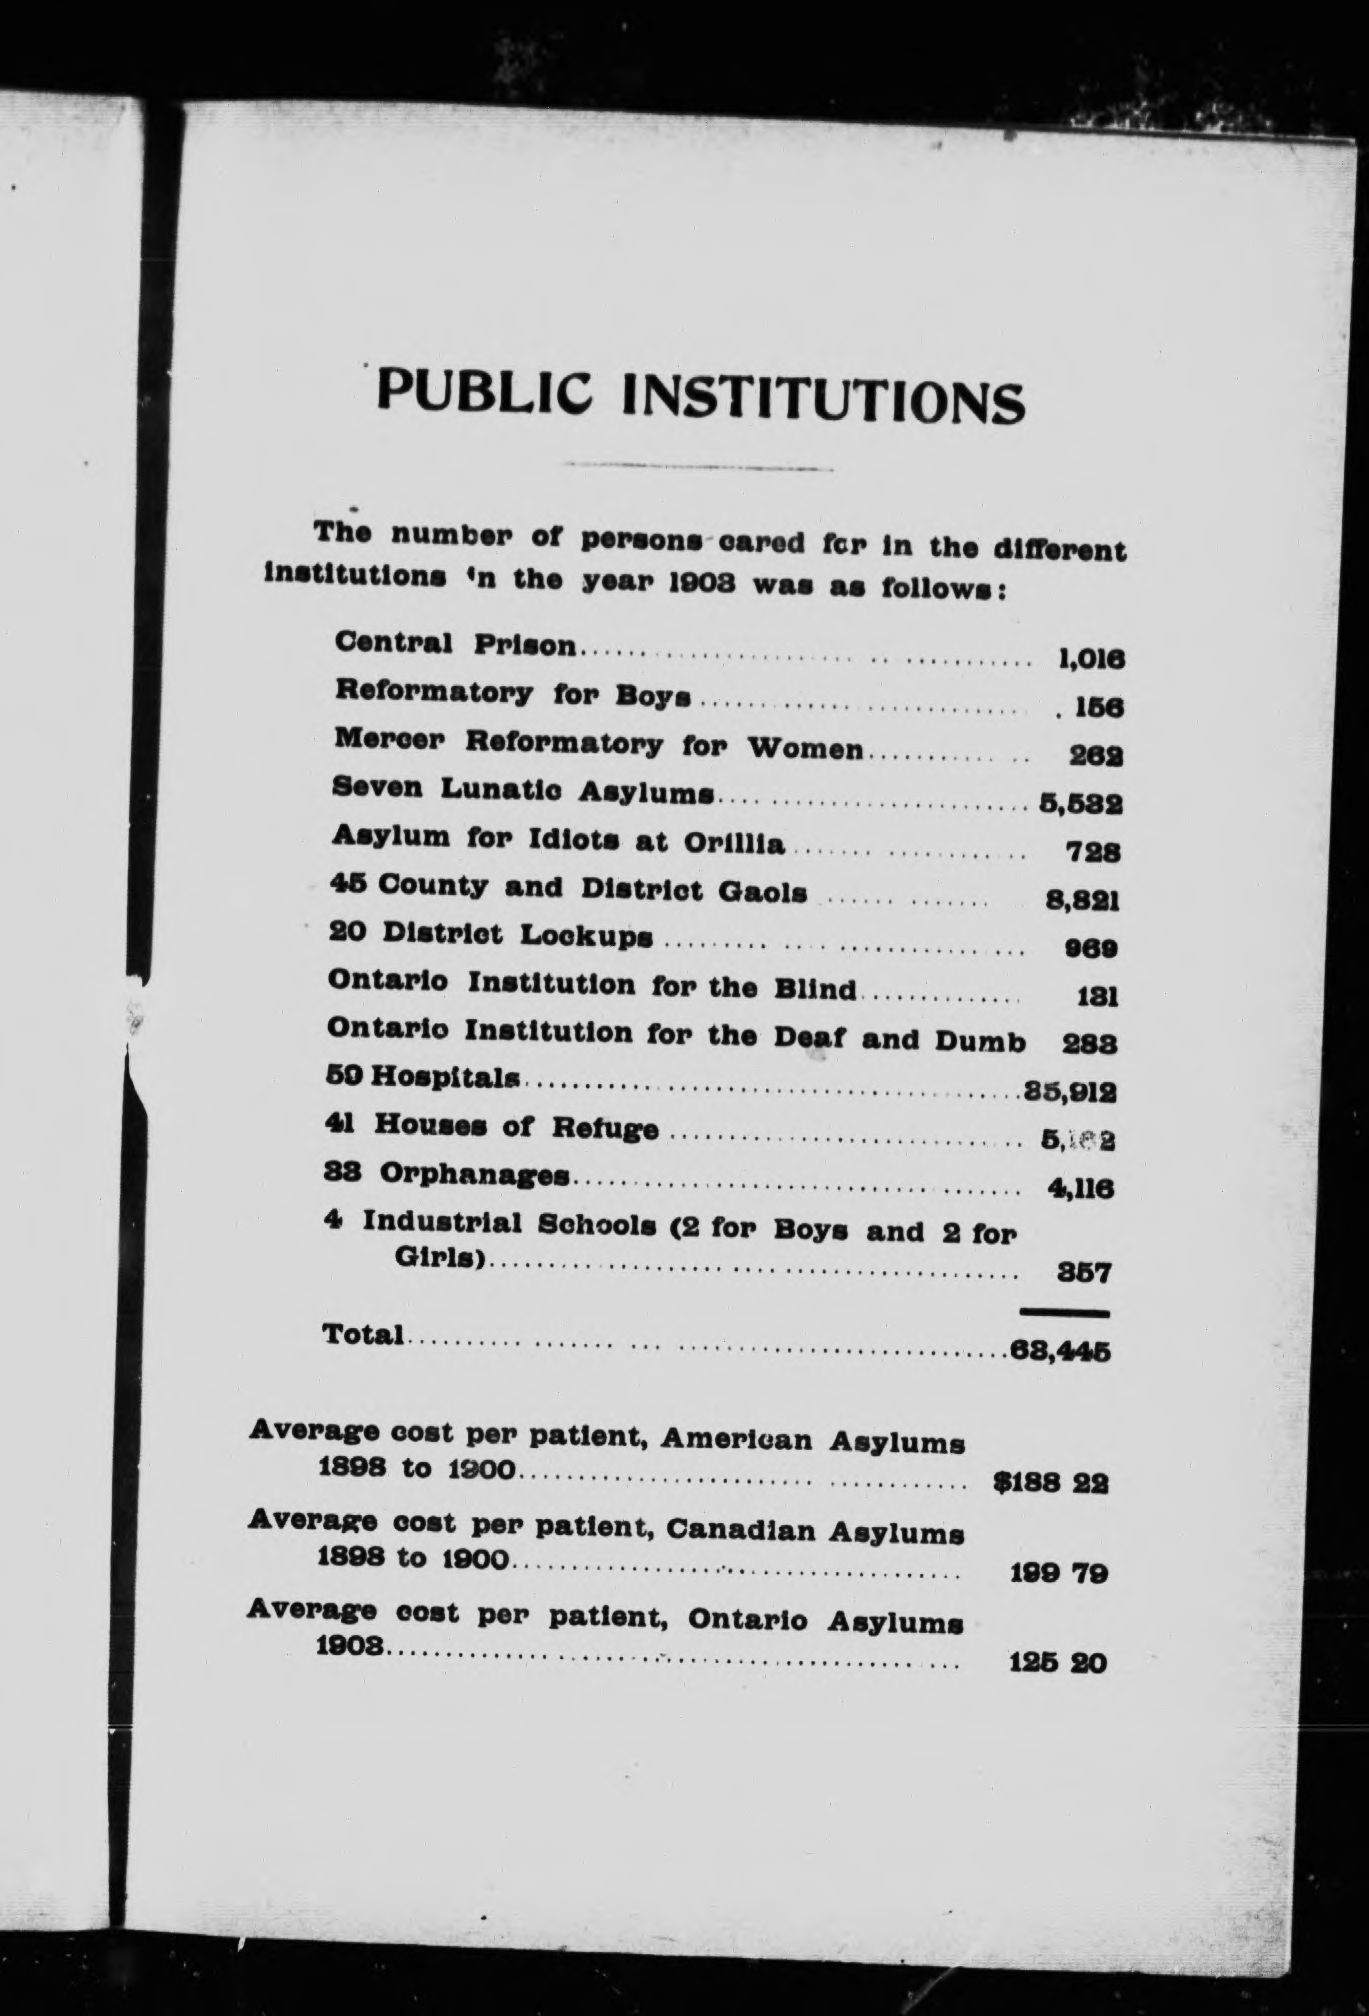 PUBLIC INSTITUTIONS
The number of persons cared for in the different
institutions in the year 1903 was as follows:
Central Prison.................................... 1,016
Reformatory for Boys............................ 156
Mercer Reformatory for Women............. 262
Seven Lunatic Asylums........................... 5,532
Asylum for Idiots at Orillia.................... 728
45 County and District Gaols ............. 8,821
20 District Lockups ............................ 969
Ontario Institution for the Blind.............. 131
Ontario Institution for the Deaf and Dumb 283
59 Hospitals..........................................35,912
41 Houses of Refuge .............................. 5,162
33 Orphanages...................................... 4,116
4 Industrial Schools (2 for Boys and 2 for
Girls)............................................. 357
Total..................................................63,445
Average cost per patient, American Asylums
1898 to 1900..................................... $188 22
Average cost per patient, Canadian Asylums
1898 to 1900..................................... 199 79
Average cost per patient, Ontario Asylums
1903................................................ 125 20